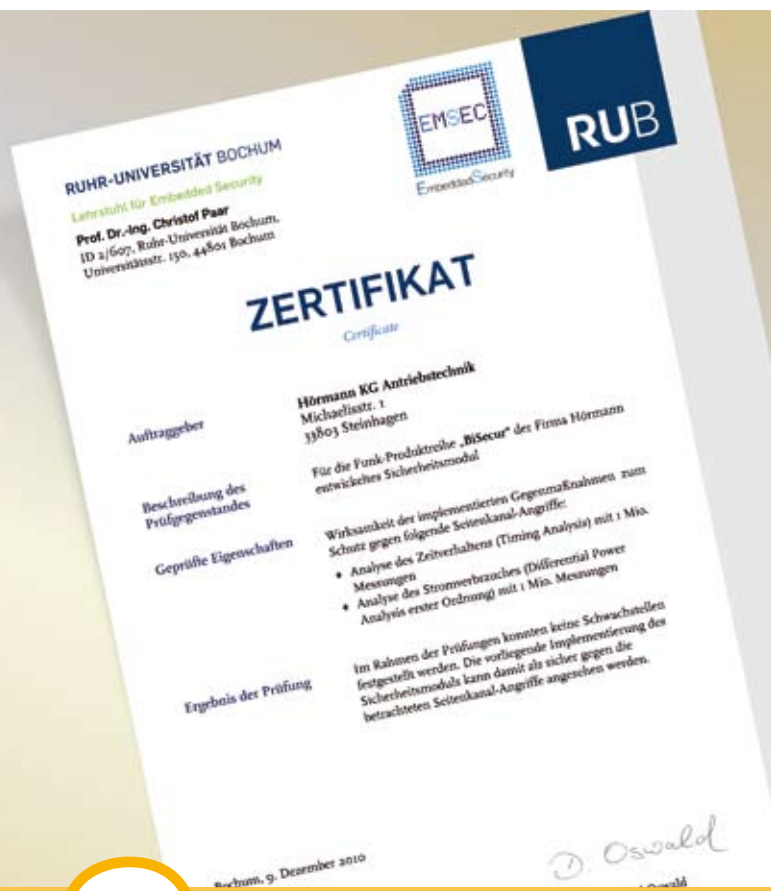 RUHR-UNIVERSITÄT BOCHUM
Lehrstuhl für Embedded Security
Prof. Dr.-Ing. Christof Paar
ID 2/607, Ruhr-Universität Bochum,
Universitätsstr. 150, 44801 Bochum
EMSEC
EmbeddedSecurity
RUB
ZERTIFIKAT
Certificate
Auftraggeber
Hörmann KG Antriebstechnik
Michaelisstr. 1
33803 Steinhagen
Beschreibung des
Prüfgegenstandes
Für die Funk-Produktreihe „BiSecur" der Firma Hörmann
entwickeltes Sicherheitsmodul
Geprüfte Eigenschaften
Wirksamkeit der implementierten Gegenmaßnahmen zum
Schutz gegen folgende Seitenkanal-Angriffe:
• Analyse des Zeitverhaltens (Timing Analysis) mit 1 Mio.
Messungen
• Analyse des Stromverbrauches (Differential Power
Analysis erster Ordnung) mit 1 Mio. Messungen
Ergebnis der Prüfung
Im Rahmen der Prüfungen konnten keine Schwachstellen
festgestellt werden. Die vorliegende Implementierung des
Sicherheitsmoduls kann damit als sicher gegen die
betrachteten Seitenkanal-Angriffe angesehen werden.
Bochum, 9. Dezember 2010
D. Oswald
Oswald